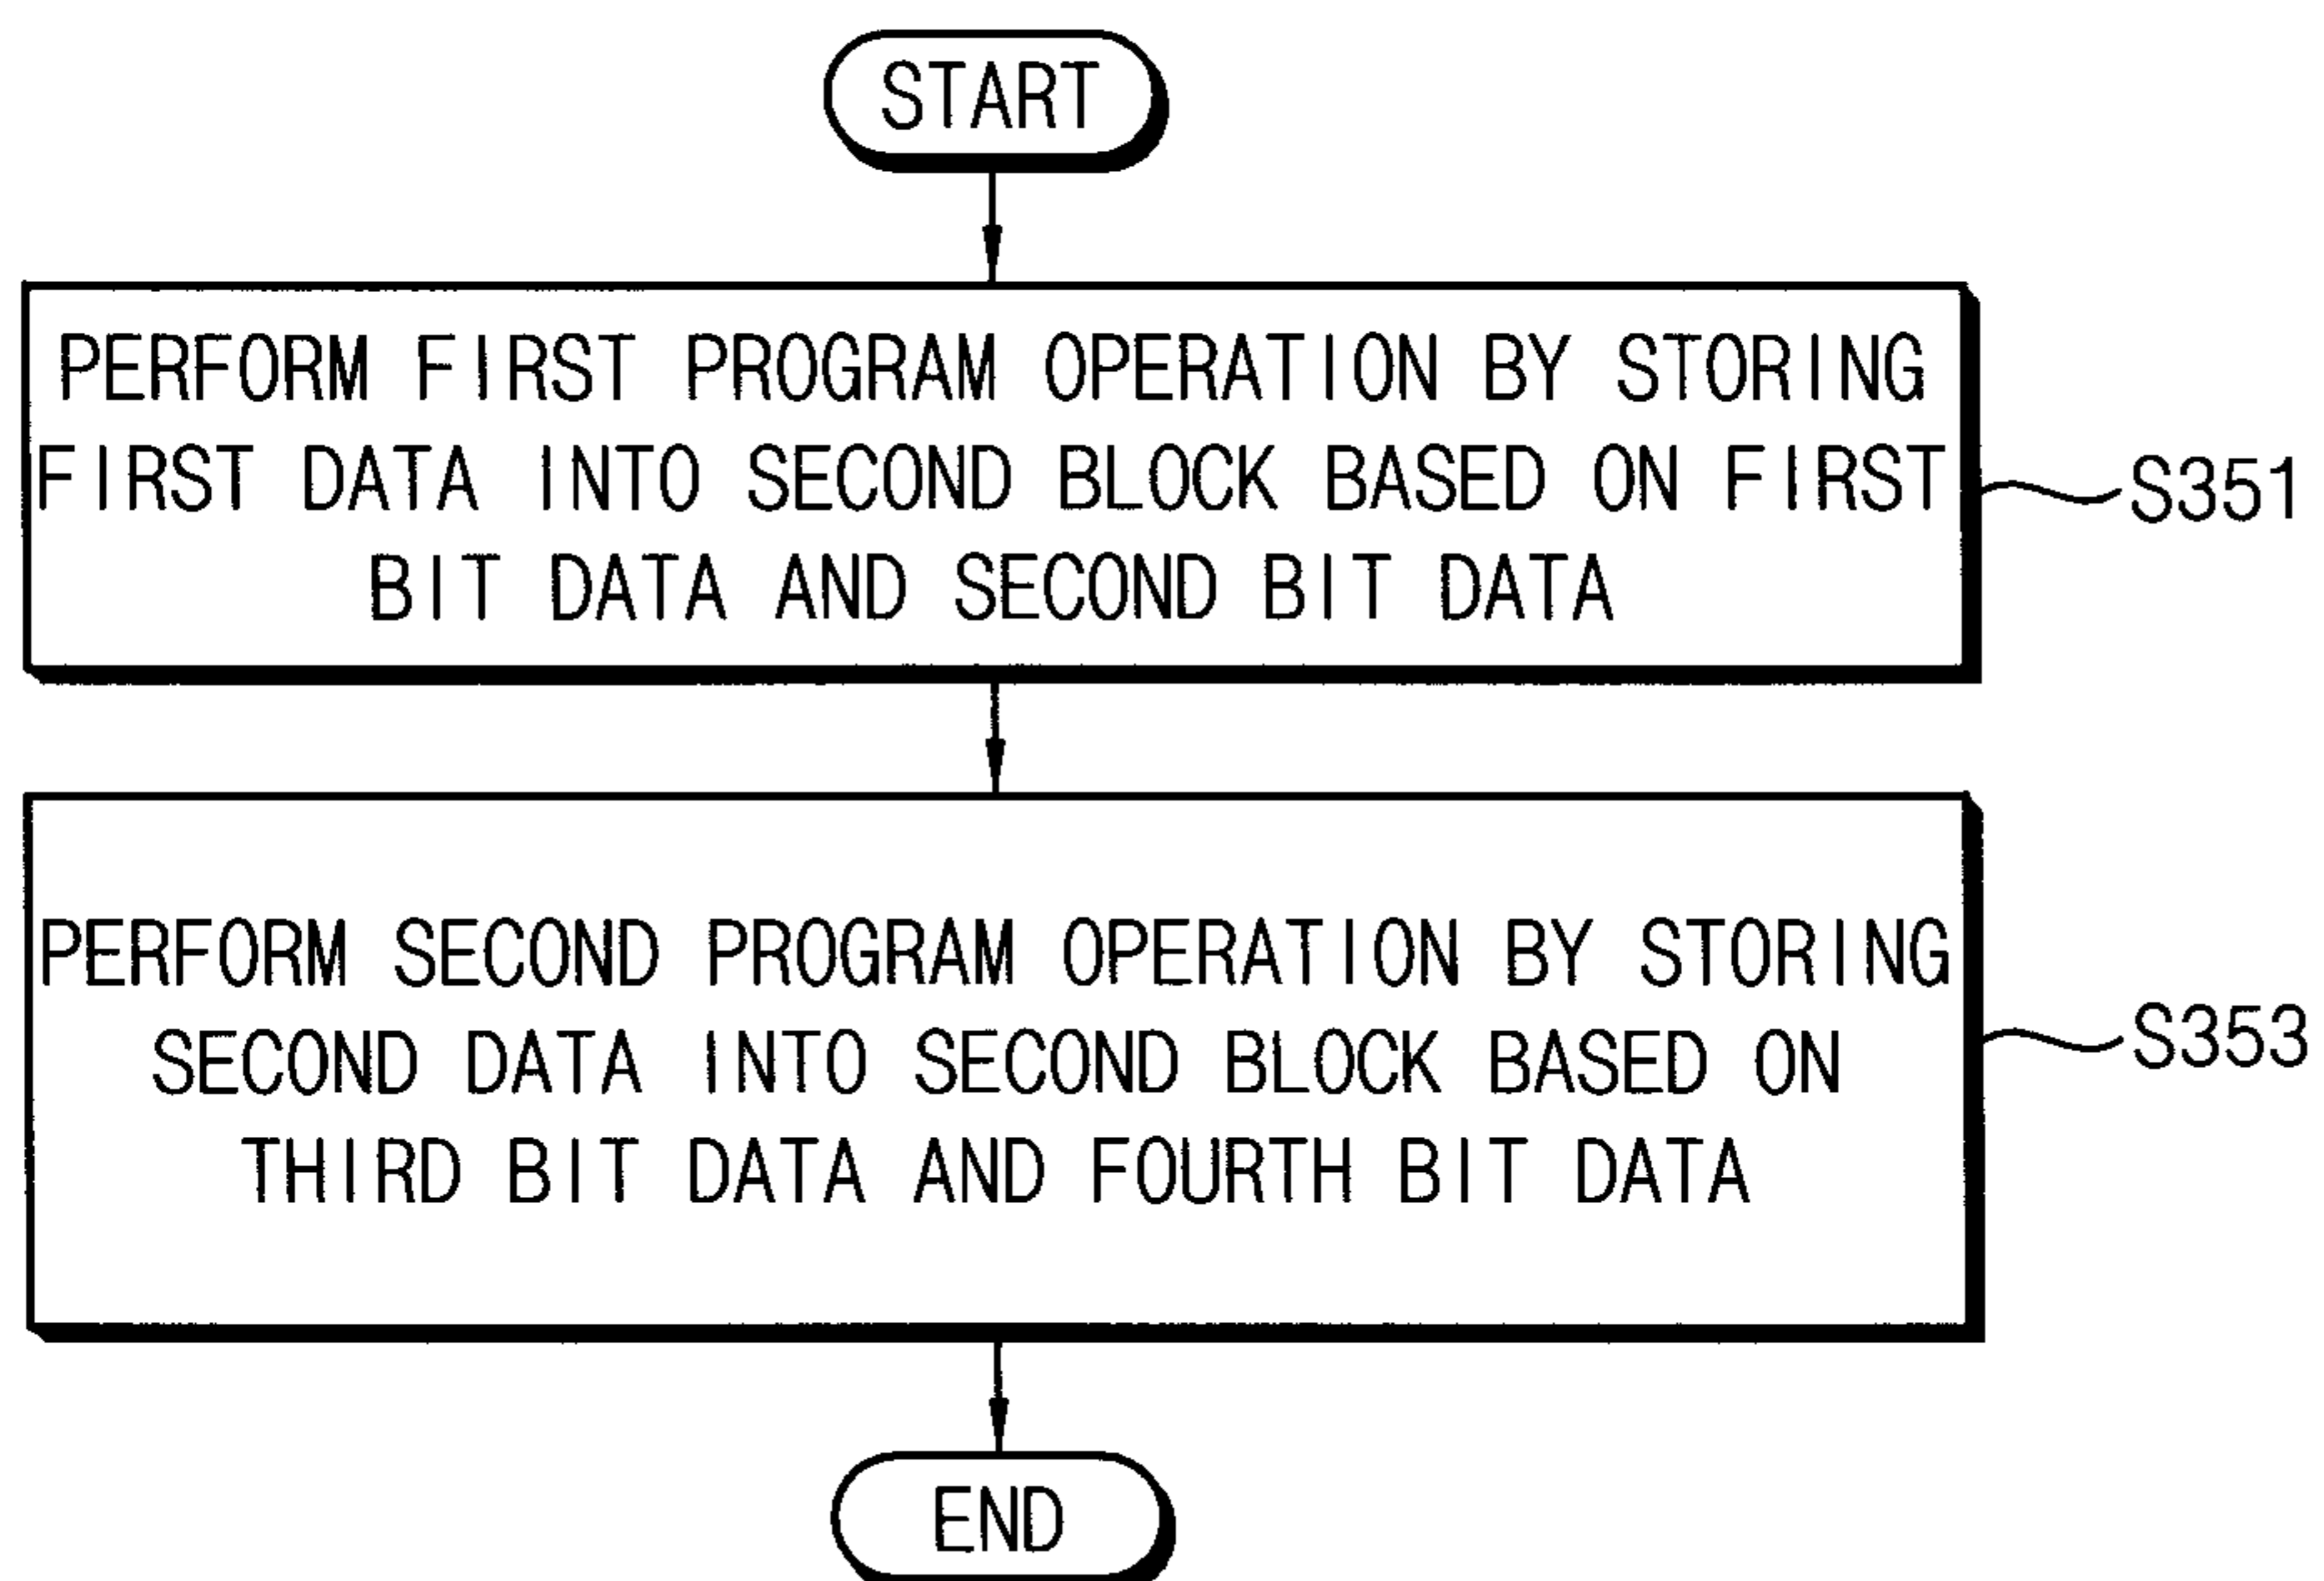 START
PERFORM FIRST PROGRAM OPERATION BY STORING
FIRST DATA INTO SECOND BLOCK BASED ON FIRST
BIT DATA AND SECOND BIT DATA
S351
PERFORM SECOND PROGRAM OPERATION BY STORING
SECOND DATA INTO SECOND BLOCK BASED ON
THIRD BIT DATA AND FOURTH BIT DATA
S353
END